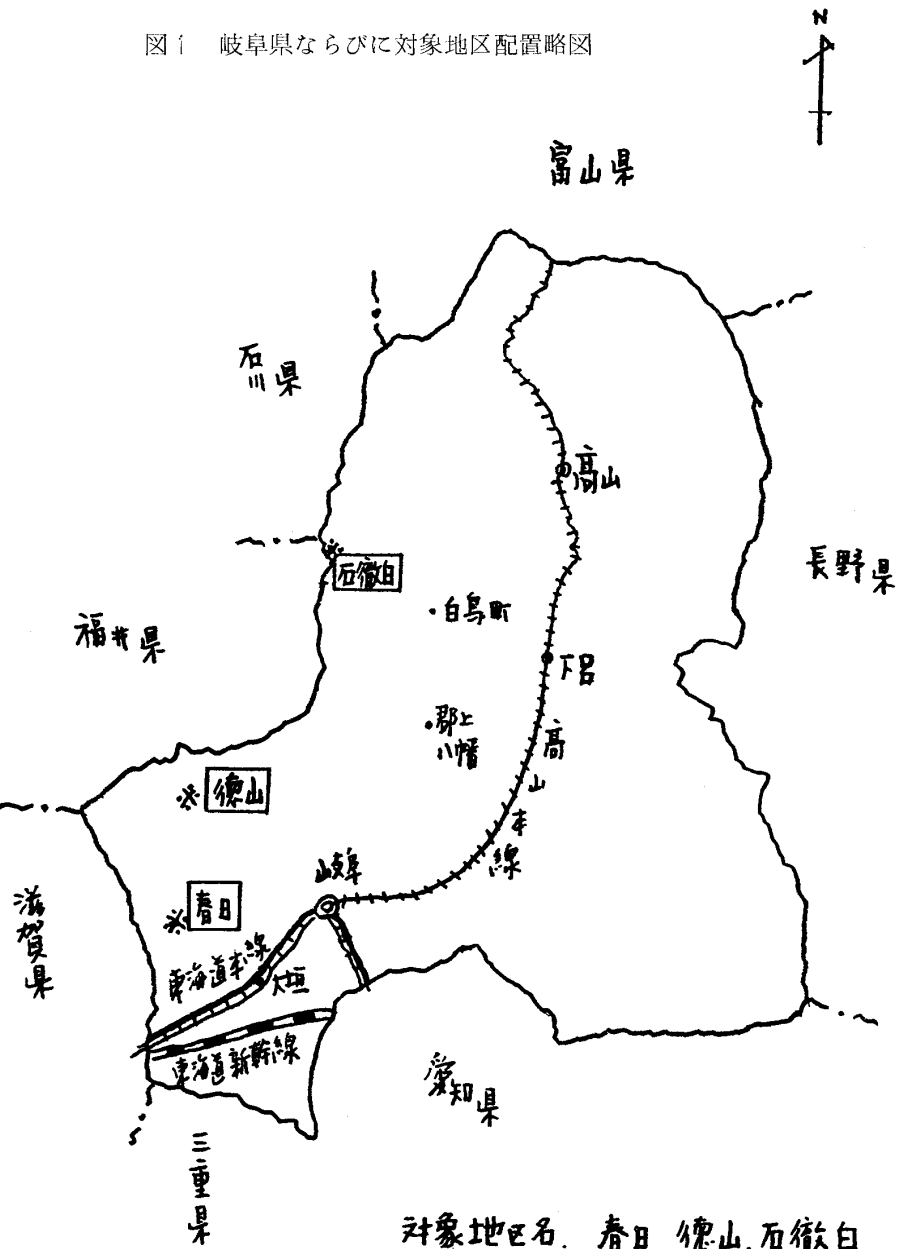 図1 岐阜県ならびに対象地区配置略図
N
富山県
石川県
高山
長野県
石徹白
白鳥町
福井県
下呂
郡上
八幡
高山本線
徳山
岐阜
春日
滋賀県
東海道本線
大垣
東海道新幹線
愛知県
三重県
対象地区名. 春日 徳山. 石徹白